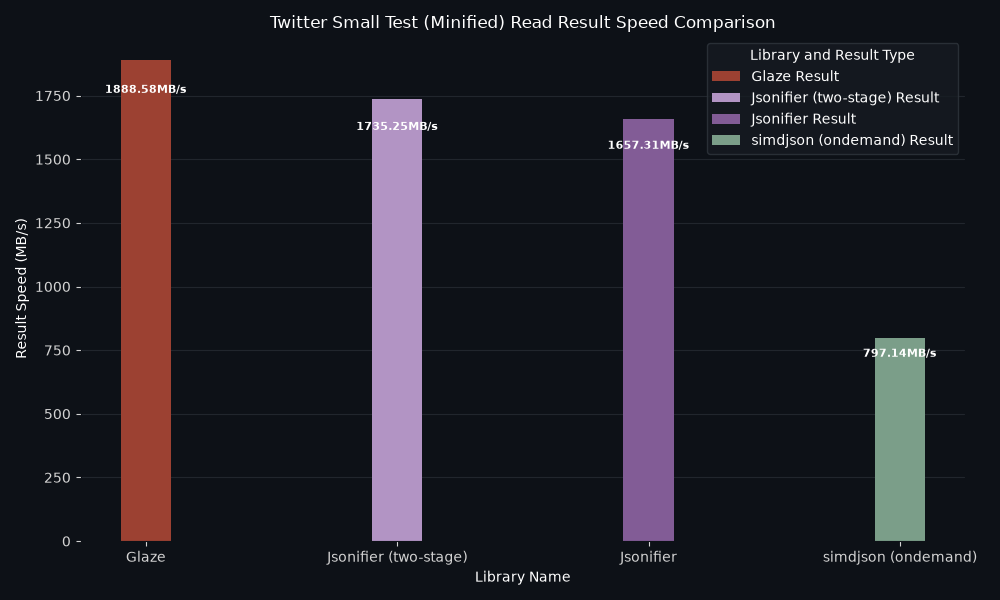 Twitter Small Test (Minified) Read Result Speed Comparison
Library and Result Type
Glaze Result
Jsonifier (two-stage) Result
Jsonifier Result
simdjson (ondemand) Result
1888.58MB/s
1735.25MB/s
1657.31MB/s
797.14MB/s
Result Speed (MB/s)
1750
1500
1250
1000
750
500
250
0
Glaze
Jsonifier (two-stage)
Jsonifier
simdjson (ondemand)
Library Name